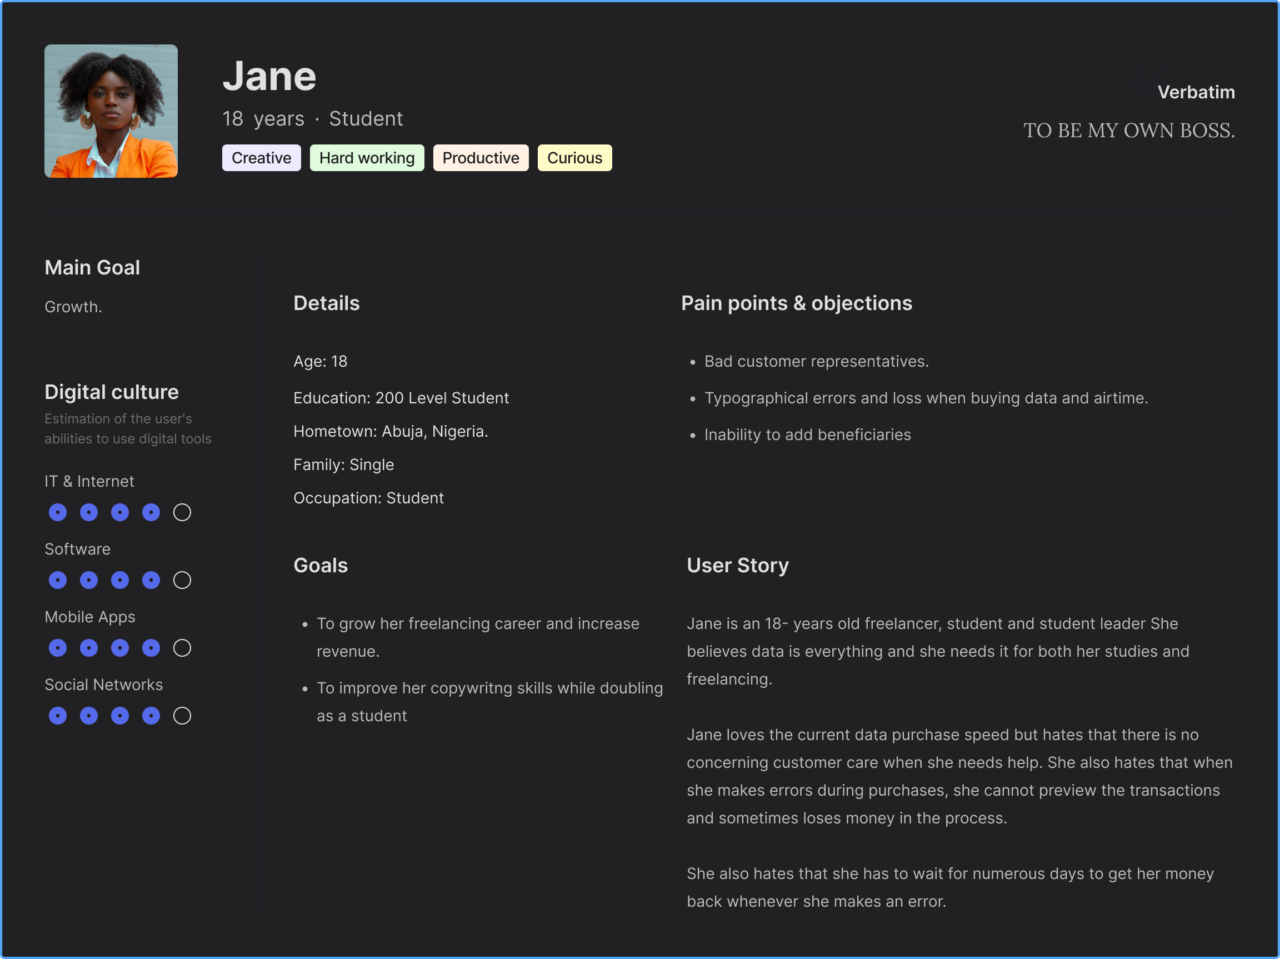 Jane
18 years · Student
Creative Hard working Productive Curious
Verbatim
TO BE MY OWN BOSS.
Main Goal
Growth.
Digital culture
Estimation of the user's
abilities to use digital tools
IT & Internet
Software
Mobile Apps
Social Networks
Details
Age: 18
Education: 200 Level Student
Hometown: Abuja, Nigeria.
Family: Single
Occupation: Student
Pain points & objections
• Bad customer representatives.
• Typographical errors and loss when buying data and airtime.
• Inability to add beneficiaries
Goals
• To grow her freelancing career and increase
revenue.
• To improve her copywritng skills while doubling
as a student
User Story
Jane is an 18- years old freelancer, student and student leader She
believes data is everything and she needs it for both her studies and
freelancing.
Jane loves the current data purchase speed but hates that there is no
concerning customer care when she needs help. She also hates that when
she makes errors during purchases, she cannot preview the transactions
and sometimes loses money in the process.
She also hates that she has to wait for numerous days to get her money
back whenever she makes an error.